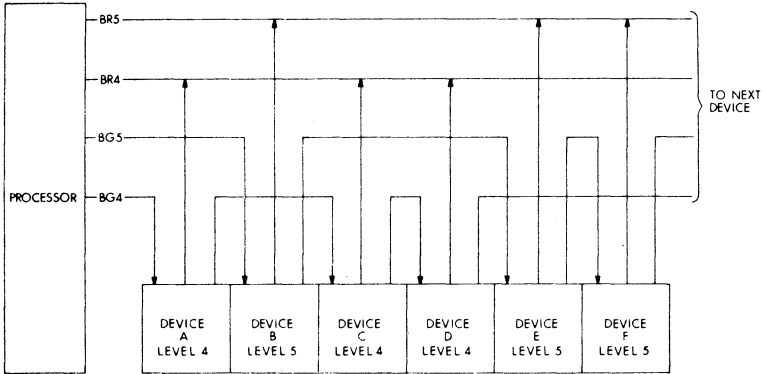 BR5
BR4
TO NEXT
DEVICE
BG5
PROCESSOR
BG4
DEVICE
A
LEVEL 4
DEVICE
B
LEVEL 5
DEVICE
C
LEVEL 4
DEVICE
D
LEVEL 4
DEVICE
E
LEVEL 5
DEVICE
F
LEVEL 5